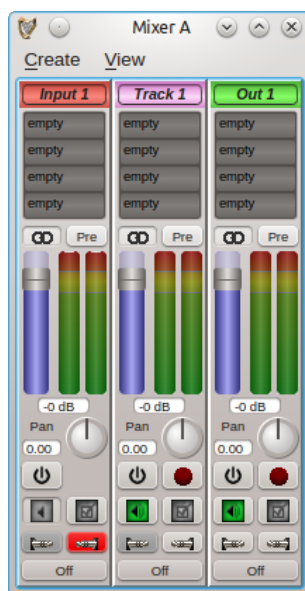 Mixer A
Create View
Input 1 Track 1 Out 1
empty empty empty
empty empty empty
empty empty empty
empty empty empty
Pre Pre Pre
-0 dB -0 dB -0 dB
Pan Pan Pan
0.00 0.00 0.00
Off Off Off